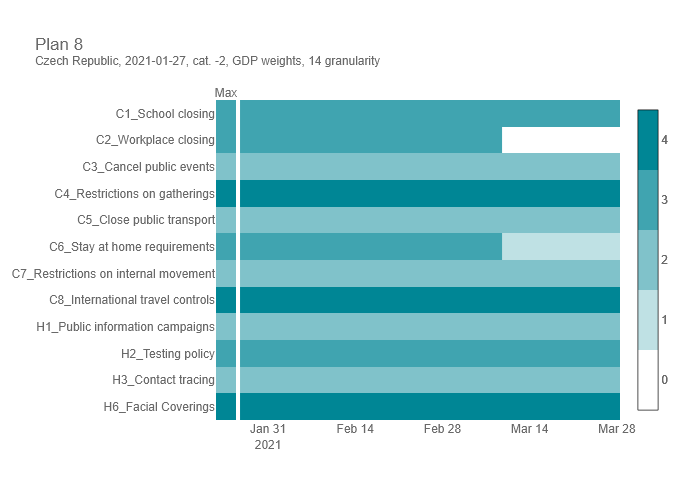 Plan 8
Czech Republic, 2021-01-27, cat. -2, GDP weights, 14 granularity
Max
C1_School closing
C2_Workplace closing
C3_Cancel public events
C4_Restrictions on gatherings
C5_Close public transport
C6_Stay at home requirements
C7_Restrictions on internal movement
C8_International travel controls
H1_Public information campaigns
H2_Testing policy
H3_Contact tracing
H6_Facial Coverings
Jan 31 Feb 14 Feb 28 Mar 14 Mar 28
2021
4
3
2
1
0